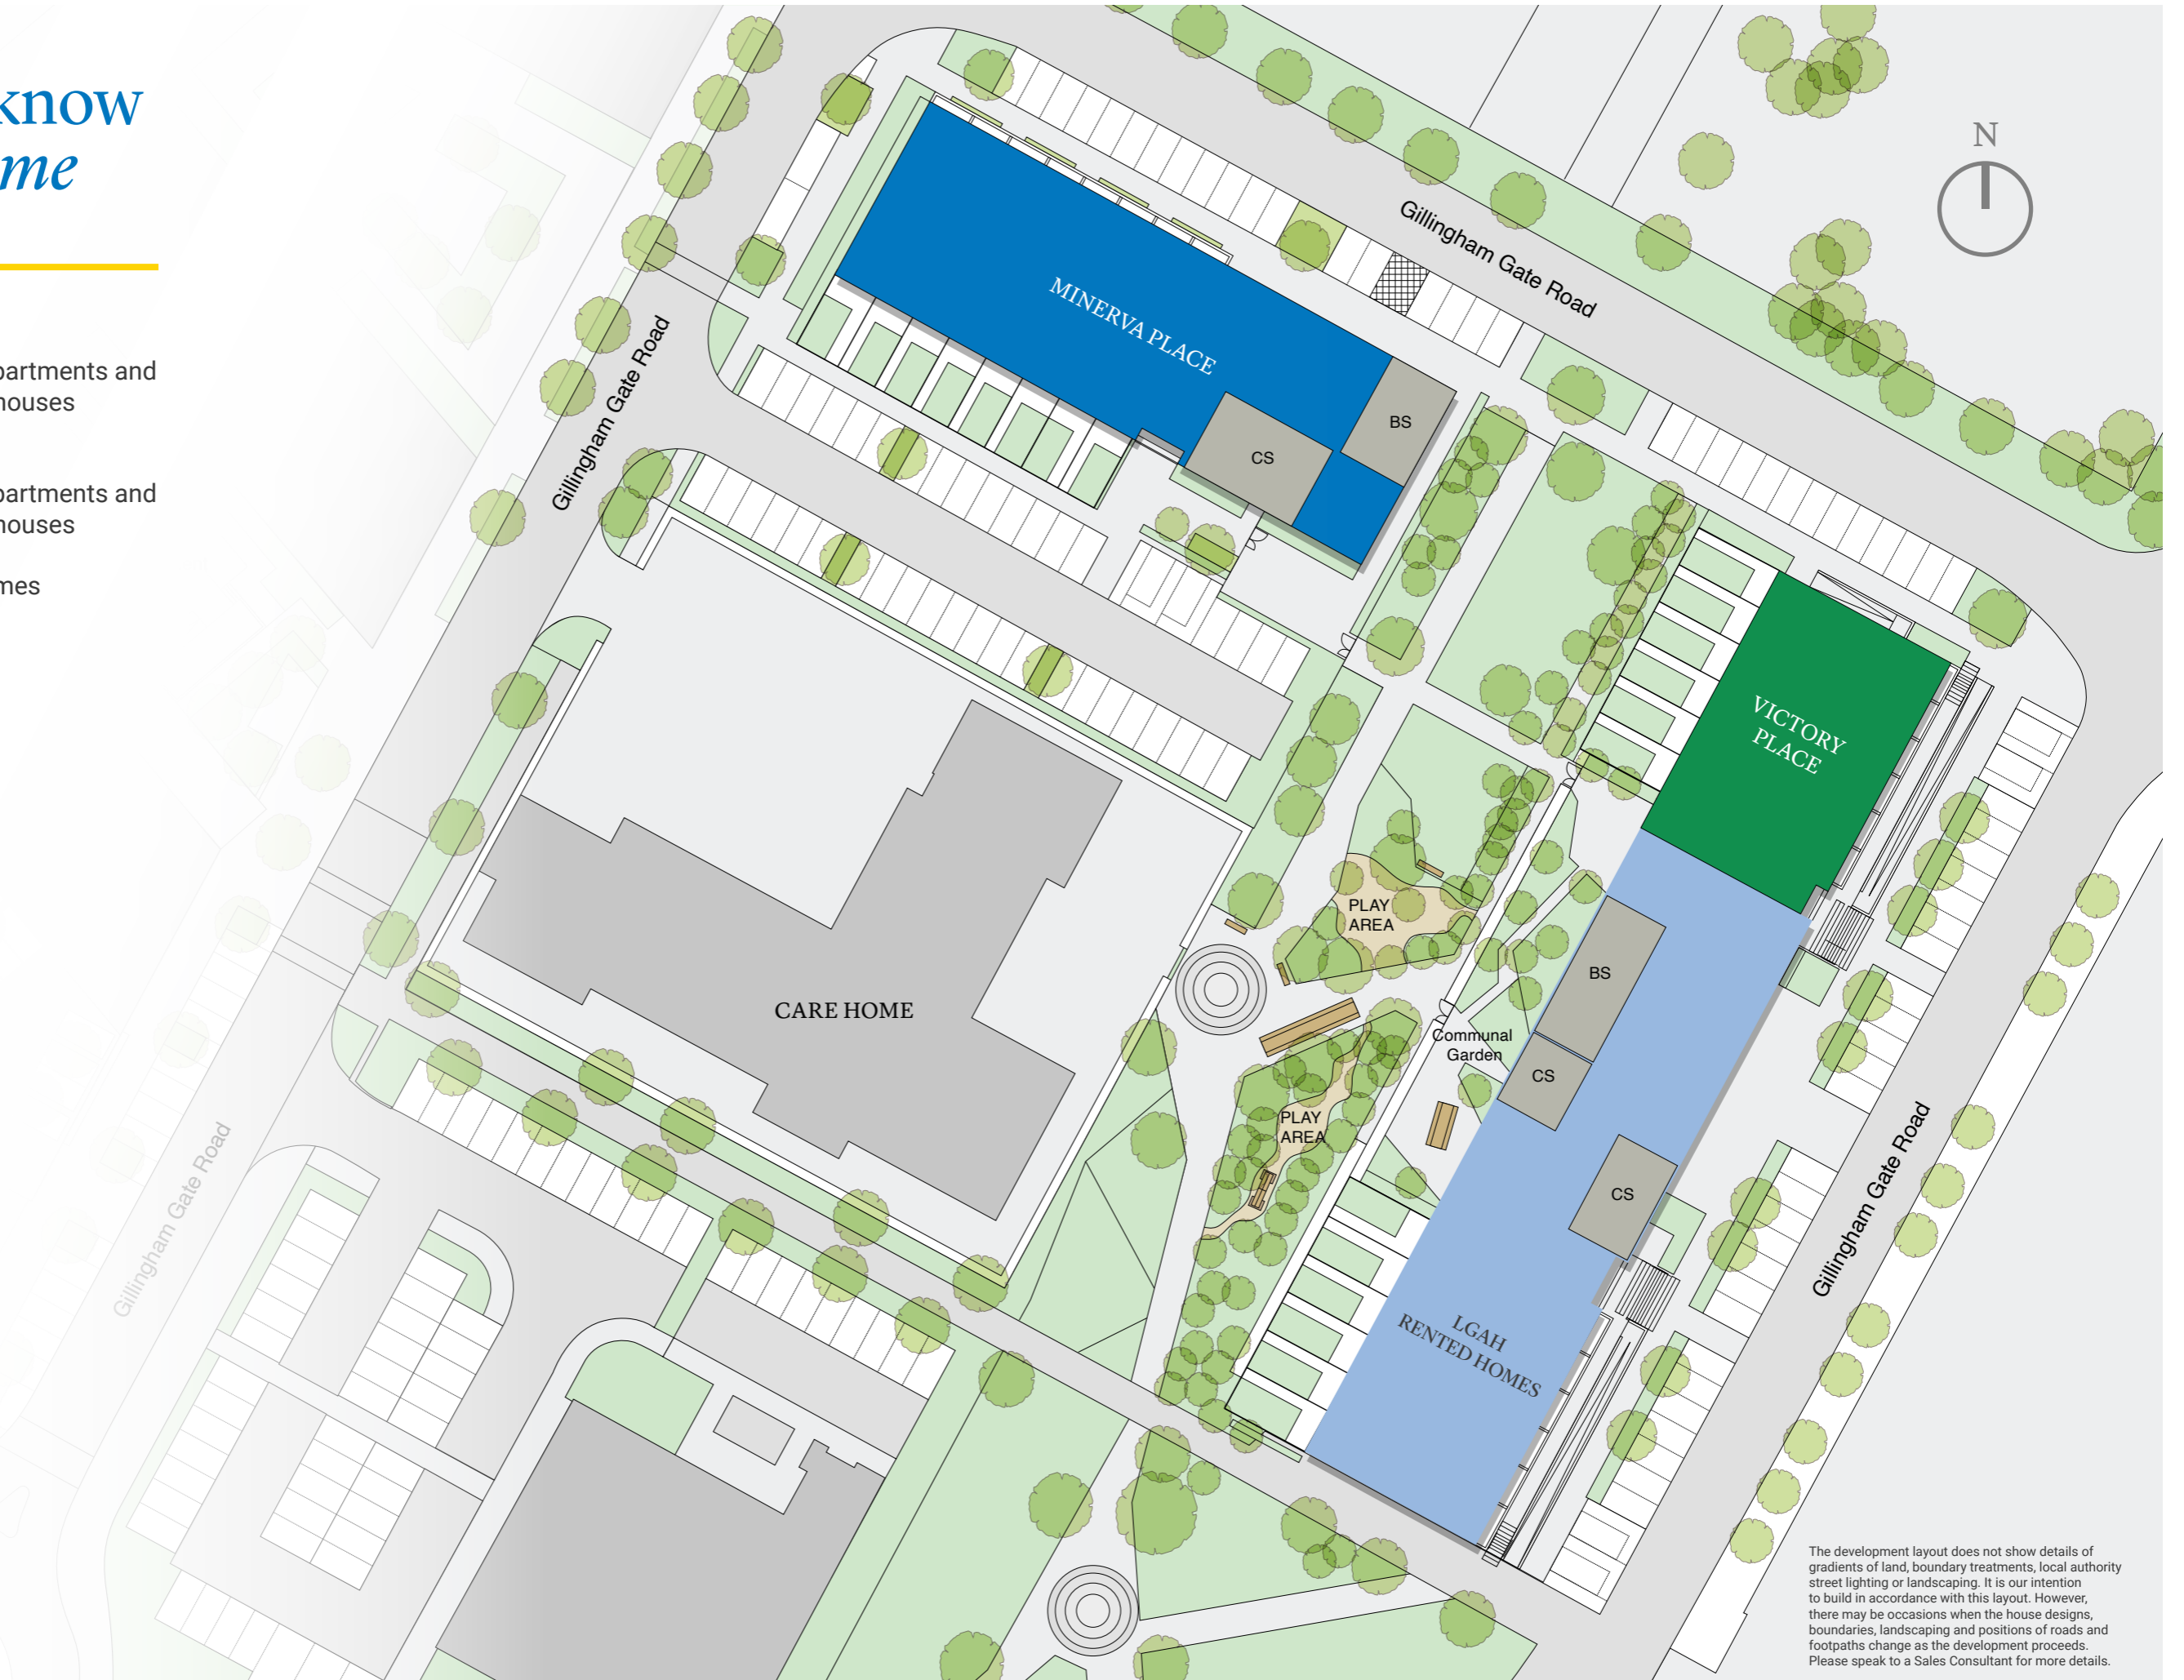 know
me
partments and
houses
partments and
houses
mes
N
Gillingham Gate Road
MINERVA PLACE
BS
CS
Gillingham Gate Road
VICTORY
PLACE
PLAY
AREA
CARE HOME
BS
Communal
Garden
CS
PLAY
AREA
CS
Gillingham Gate Road
Gillingham Gate Road
LGAH
RENTED HOMES
The development layout does not show details of
gradients of land, boundary treatments, local authority
street lighting or landscaping. It is our intention
to build in accordance with this layout. However,
there may be occasions when the house designs,
boundaries, landscaping and positions of roads and
footpaths change as the development proceeds.
Please speak to a Sales Consultant for more details.